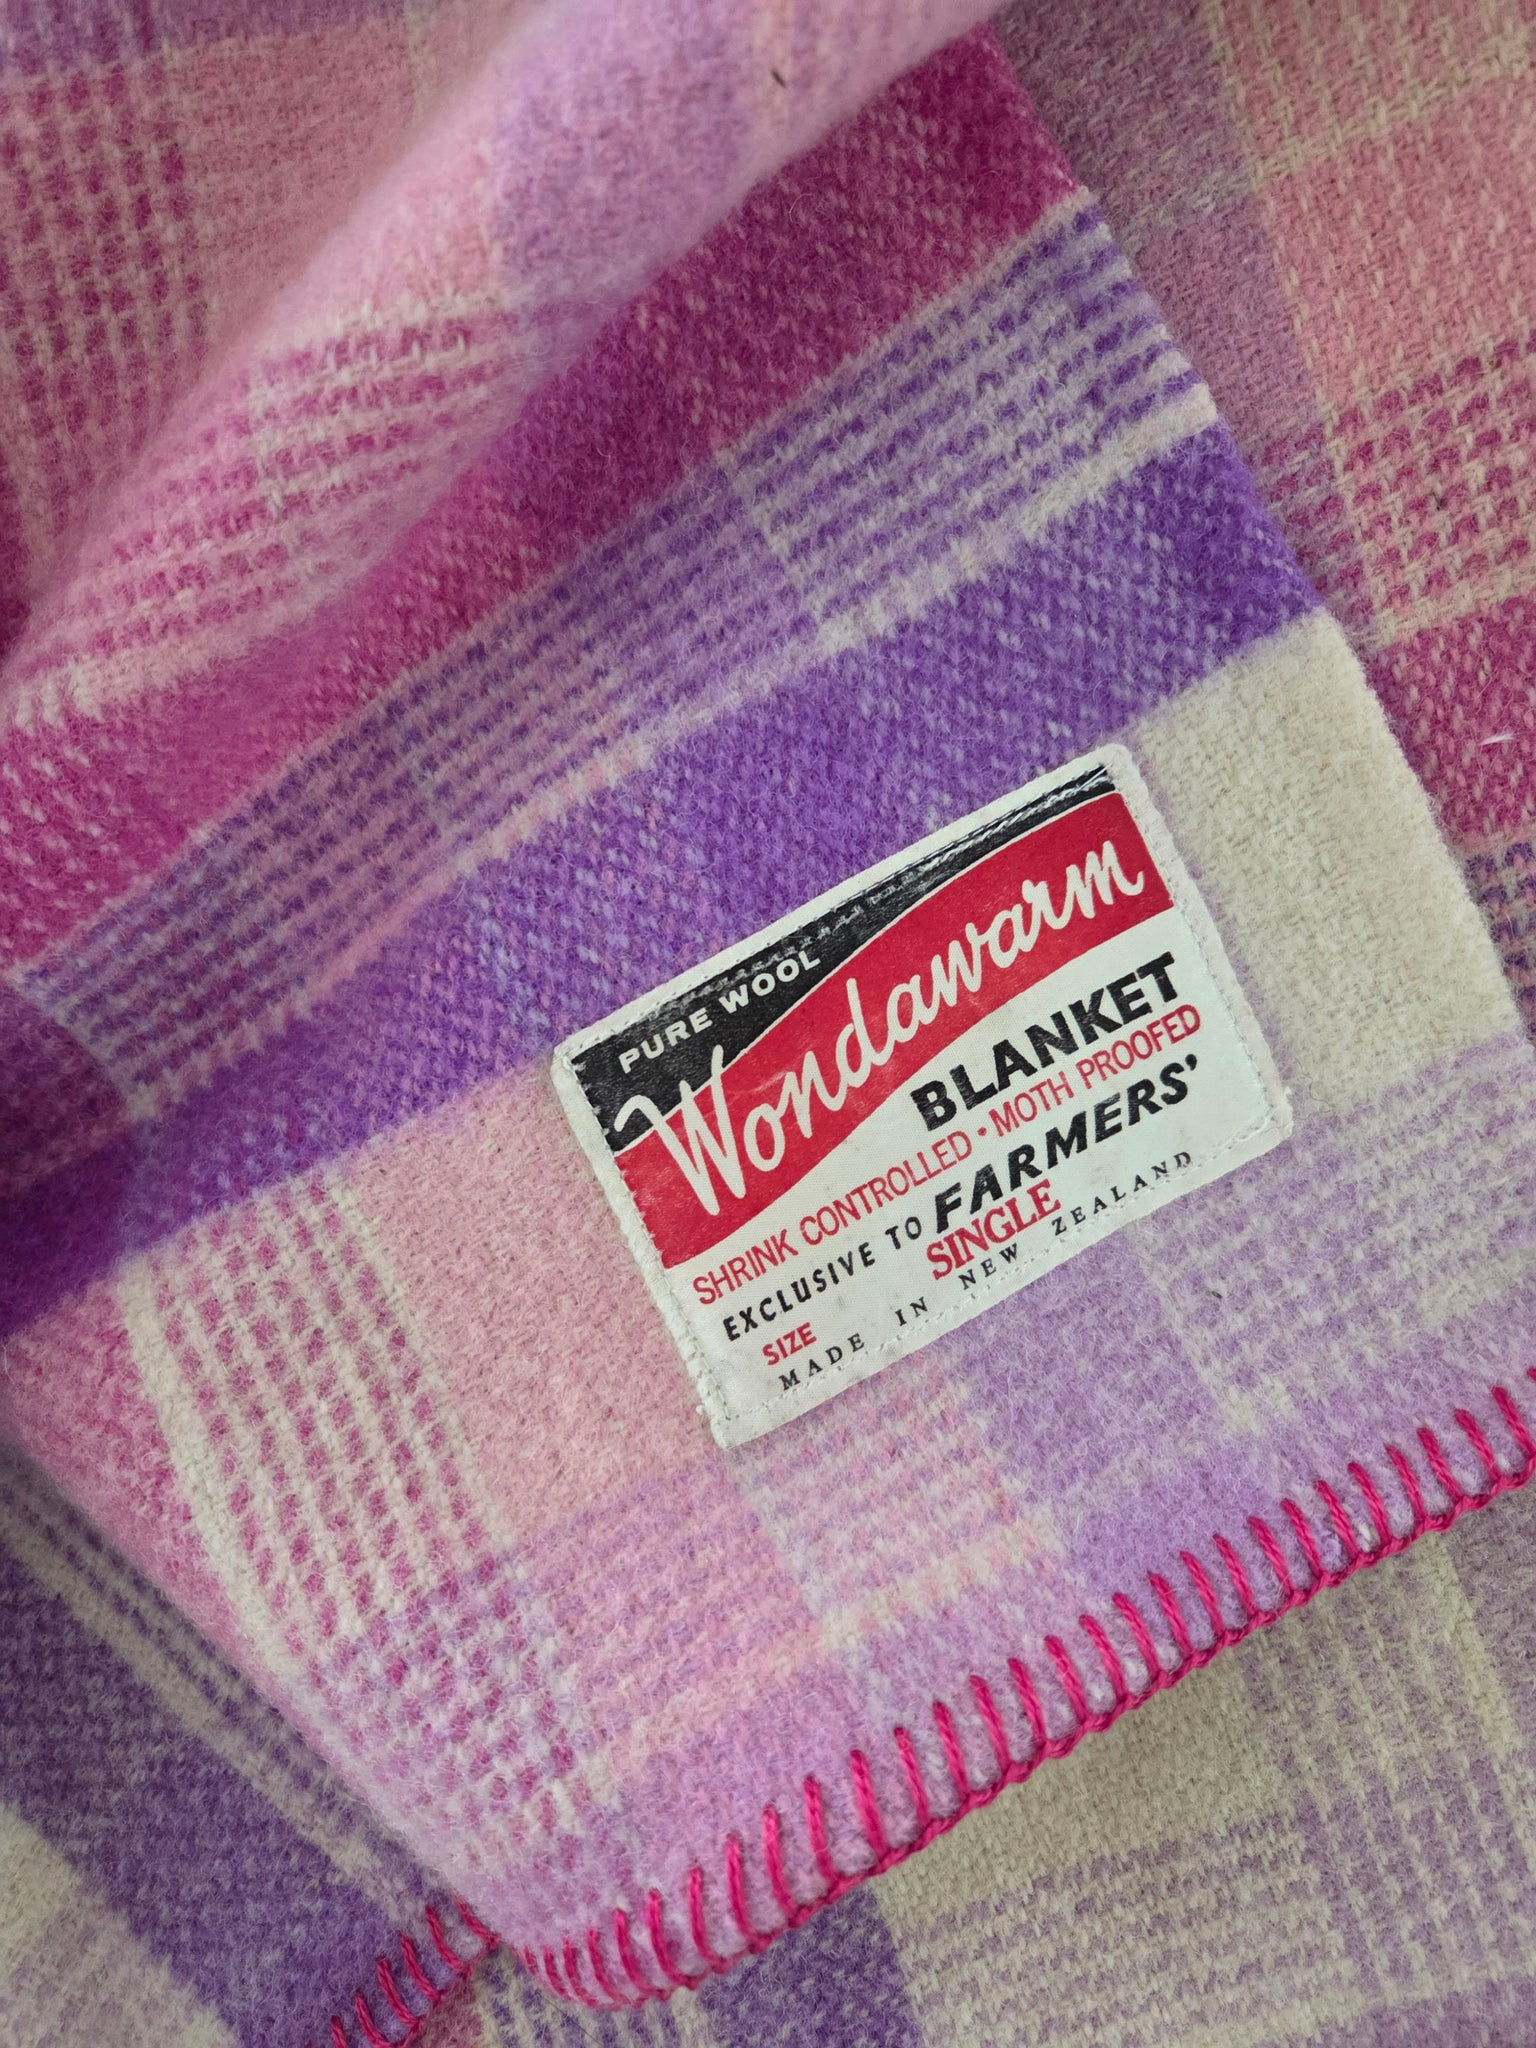 PURE WOOL
Wondawarm
BLANKET
SHRINK CONTROLLED • MOTH PROOFED
EXCLUSIVE TO FARMERS'
SIZE SINGLE
MADE IN NEW ZEALAND